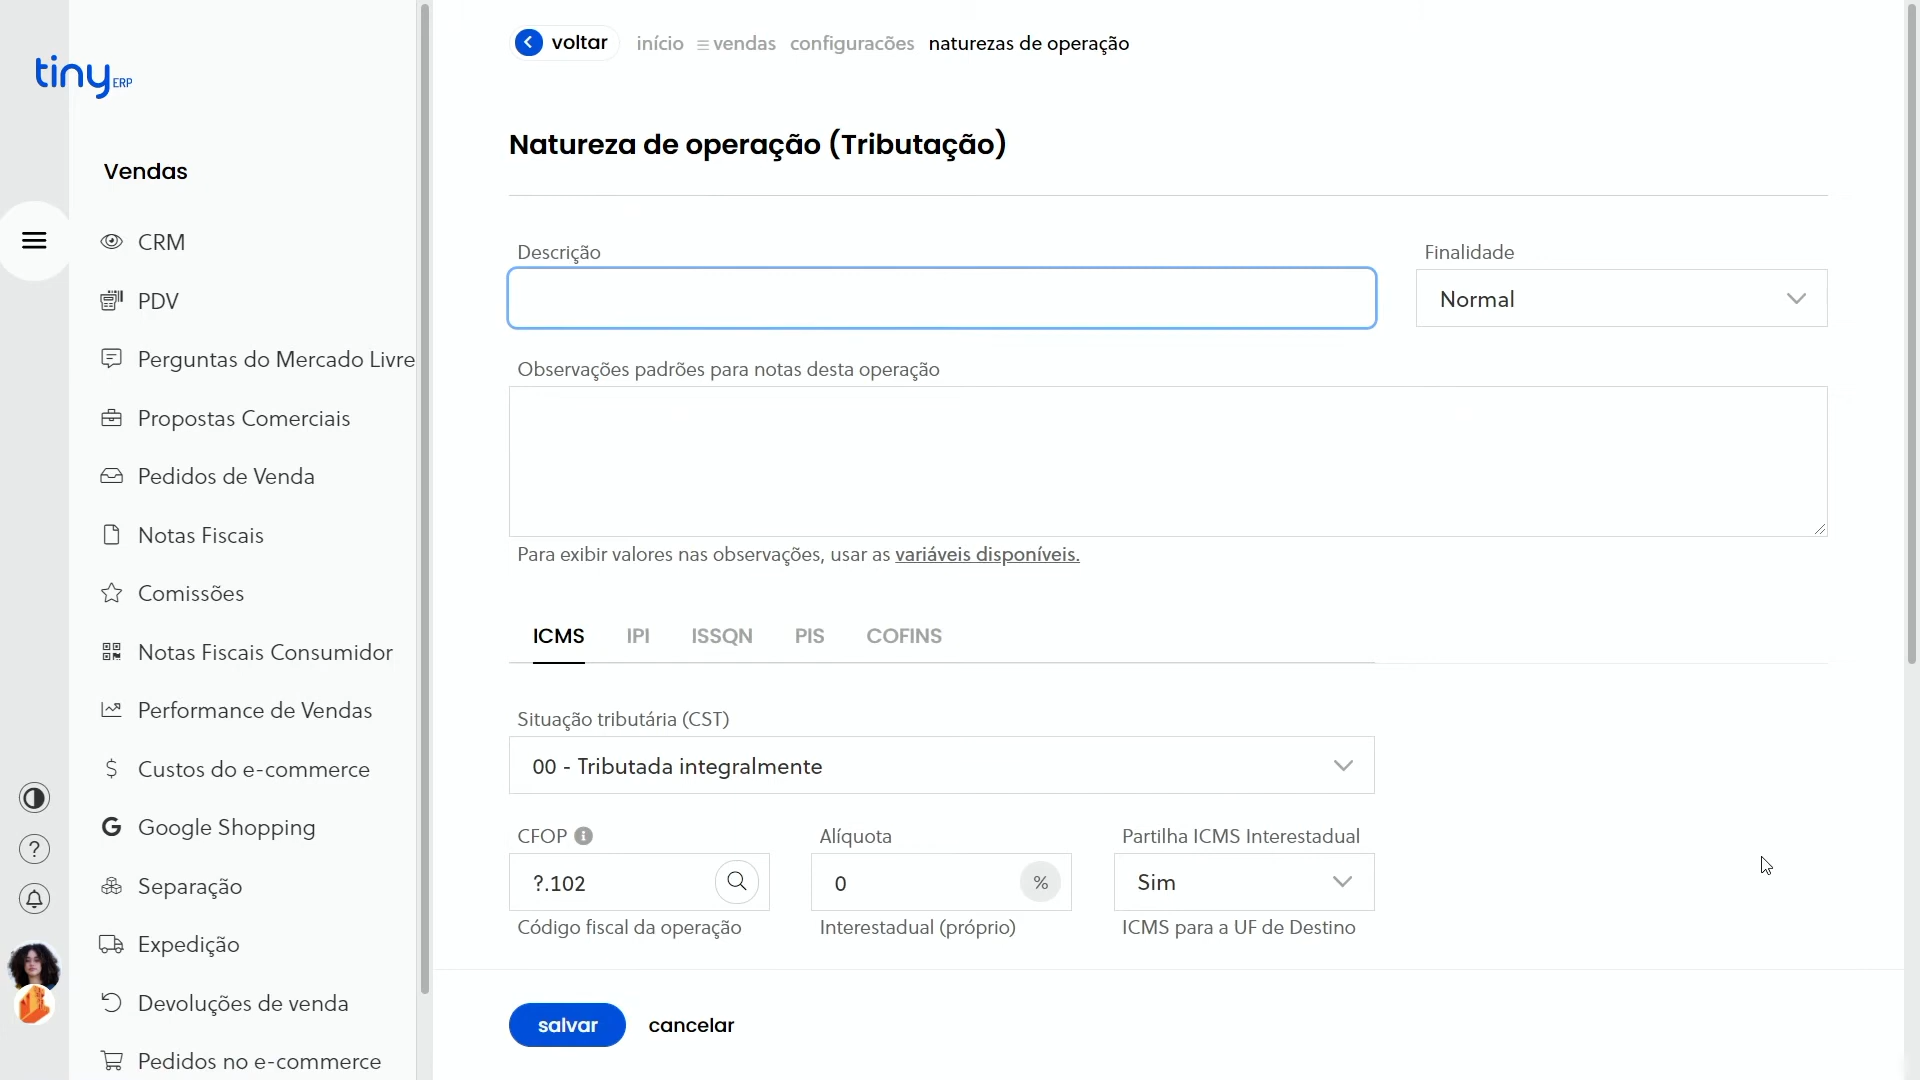 voltar início vendas configuracões naturezas de operação
tiny ERP
Vendas
CRM
PDV
Perguntas do Mercado Livre
Propostas Comerciais
Pedidos de Venda
Notas Fiscais
Comissões
Notas Fiscais Consumidor
Performance de Vendas
Custos do e-commerce
Google Shopping
Separação
Expedição
Devoluções de venda
Pedidos no e-commerce
Natureza de operação (Tributação)
Descrição
Finalidade
Normal
Observações padrões para notas desta operação
Para exibir valores nas observações, usar as variáveis disponíveis.
ICMS IPI ISSQN PIS COFINS
Situação tributária (CST)
00 - Tributada integralmente
CFOP Alíquota Partilha ICMS Interestadual
?.102 0 % Sim
Código fiscal da operação Interestadual (próprio) ICMS para a UF de Destino
salvar cancelar